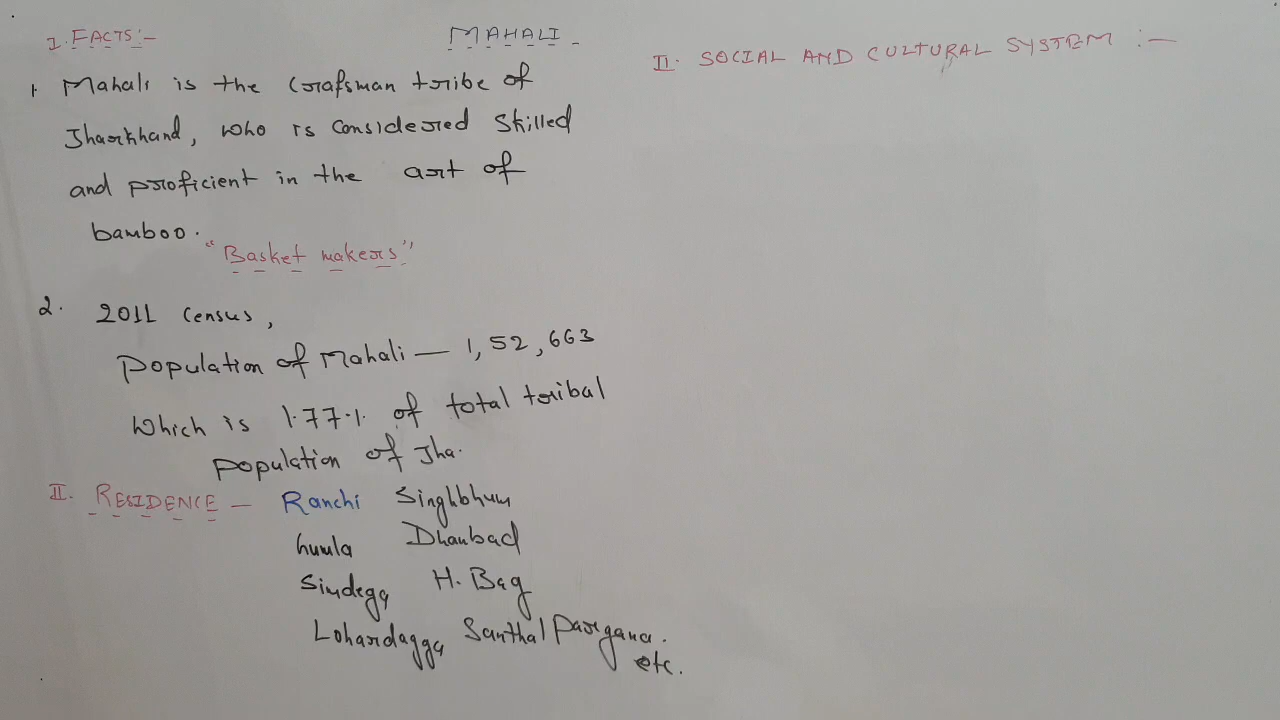 I. FACTS:-
MAHALI
1. Mahali is the Crafsman tribe of
Jharkhand, who is considered skilled
and proficient in the art of
bamboo.
"Basket makers"
2. 2011 Census,
Population of Mahali — 1,52,663
Which is 1.77% of total tribal
population of Jha.
II. RESIDENCE — Ranchi Singhbhum
Gumla Dhanbad
Simdega H. Bag
Lohardagga Santhal Pargana.
etc.
II. SOCIAL AND CULTURAL SYSTEM :—